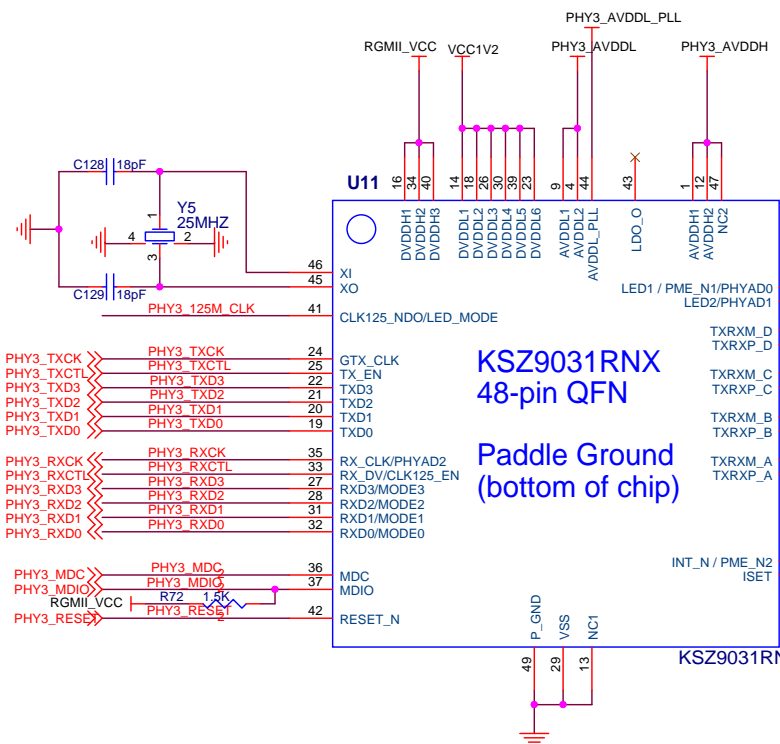 PHY3_AVDDL_PLL
RGMII_VCC VCC1V2 PHY3_AVDDL PHY3_AVDDH
C128 18pF
U11
16 34 40 14 18 26 30 39 23 9 4 44 43 1 12 47
DVDDH1 DVDDH2 DVDDH3 DVDDL1 DVDDL2 DVDDL3 DVDDL4 DVDDL5 DVDDL6 AVDDL1 AVDDL2 AVDDL_PLL LDO_O AVDDH1 AVDDH2 NC2
Y5
25MHZ
1
4 2
3
C129 18pF
46 XI
45 XO
PHY3_125M_CLK 41 CLK125_NDO/LED_MODE
LED1 / PME_N1/PHYAD0
LED2/PHYAD1
PHY3_TXCK PHY3_TXCK 24 GTX_CLK
PHY3_TXCTL PHY3_TXCTL 25 TX_EN
PHY3_TXD3 PHY3_TXD3 22 TXD3
PHY3_TXD2 PHY3_TXD2 21 TXD2
PHY3_TXD1 PHY3_TXD1 20 TXD1
PHY3_TXD0 PHY3_TXD0 19 TXD0
KSZ9031RNX
48-pin QFN
Paddle Ground
(bottom of chip)
TXRXM_D
TXRXP_D
TXRXM_C
TXRXP_C
TXRXM_B
TXRXP_B
TXRXM_A
TXRXP_A
PHY3_RXCK PHY3_RXCK 35 RX_CLK/PHYAD2
PHY3_RXCTL PHY3_RXCTL 33 RX_DV/CLK125_EN
PHY3_RXD3 PHY3_RXD3 27 RXD3/MODE3
PHY3_RXD2 PHY3_RXD2 28 RXD2/MODE2
PHY3_RXD1 PHY3_RXD1 31 RXD1/MODE1
PHY3_RXD0 PHY3_RXD0 32 RXD0/MODE0
INT_N / PME_N2
ISET
PHY3_MDC PHY3_MDC 2 36 MDC
PHY3_MDIO PHY3_MDIO 37 MDIO
RGMII_VCC R72 1.5K
PHY3_RESET PHY3_RESET 2 42 RESET_N
P_GND VSS NC1
49 29 13
KSZ9031RN